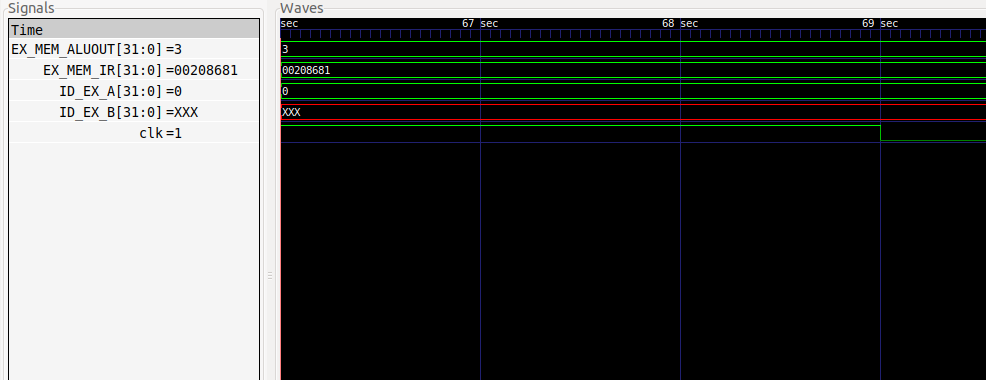 Signals
Waves
Time
sec 67 sec 68 sec 69 sec
EX_MEM_ALUOUT[31:0] =3
3
EX_MEM_IR[31:0] =00208681
00208681
ID_EX_A[31:0] =0
0
ID_EX_B[31:0] =XXX
XXX
clk =1